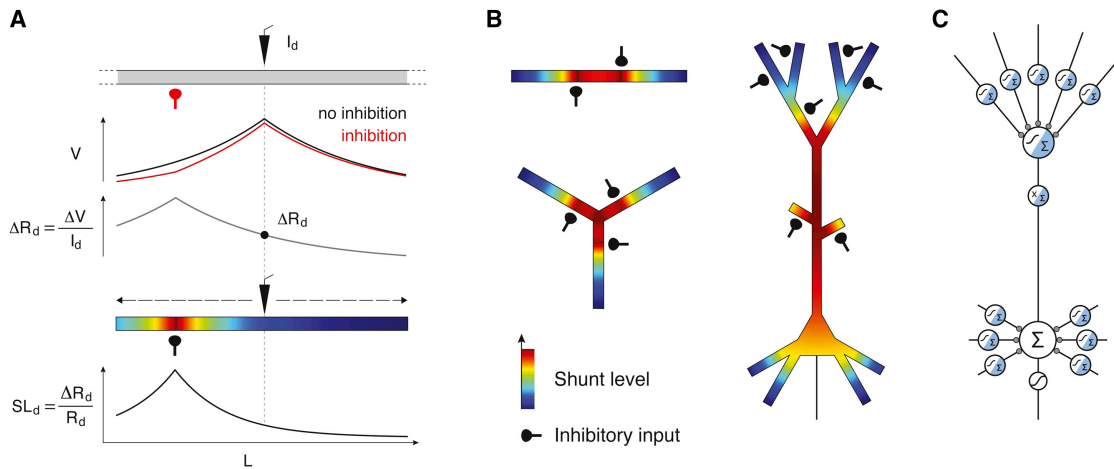 A
I_d
no inhibition
inhibition
V
ΔR_d = ΔV / I_d
ΔR_d
SL_d = ΔR_d / R_d
L
B
Shunt level
Inhibitory input
C
Σ
Σ
Σ
Σ
Σ
Σ
x Σ
Σ
Σ
Σ
Σ
Σ
Σ
Σ